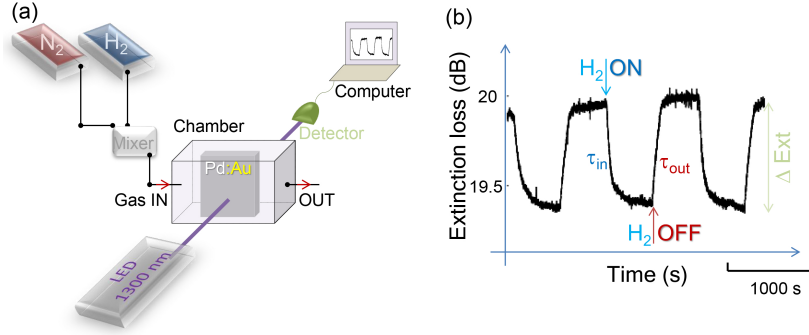 (a)
N2
H2
Computer
Detector
Chamber
Mixer
Pd:Au
Gas IN
OUT
LED
1300 nm
(b)
Extinction loss (dB)
20
19.5
H2 ON
τin
τout
H2 OFF
Δ Ext
Time (s)
1000 s